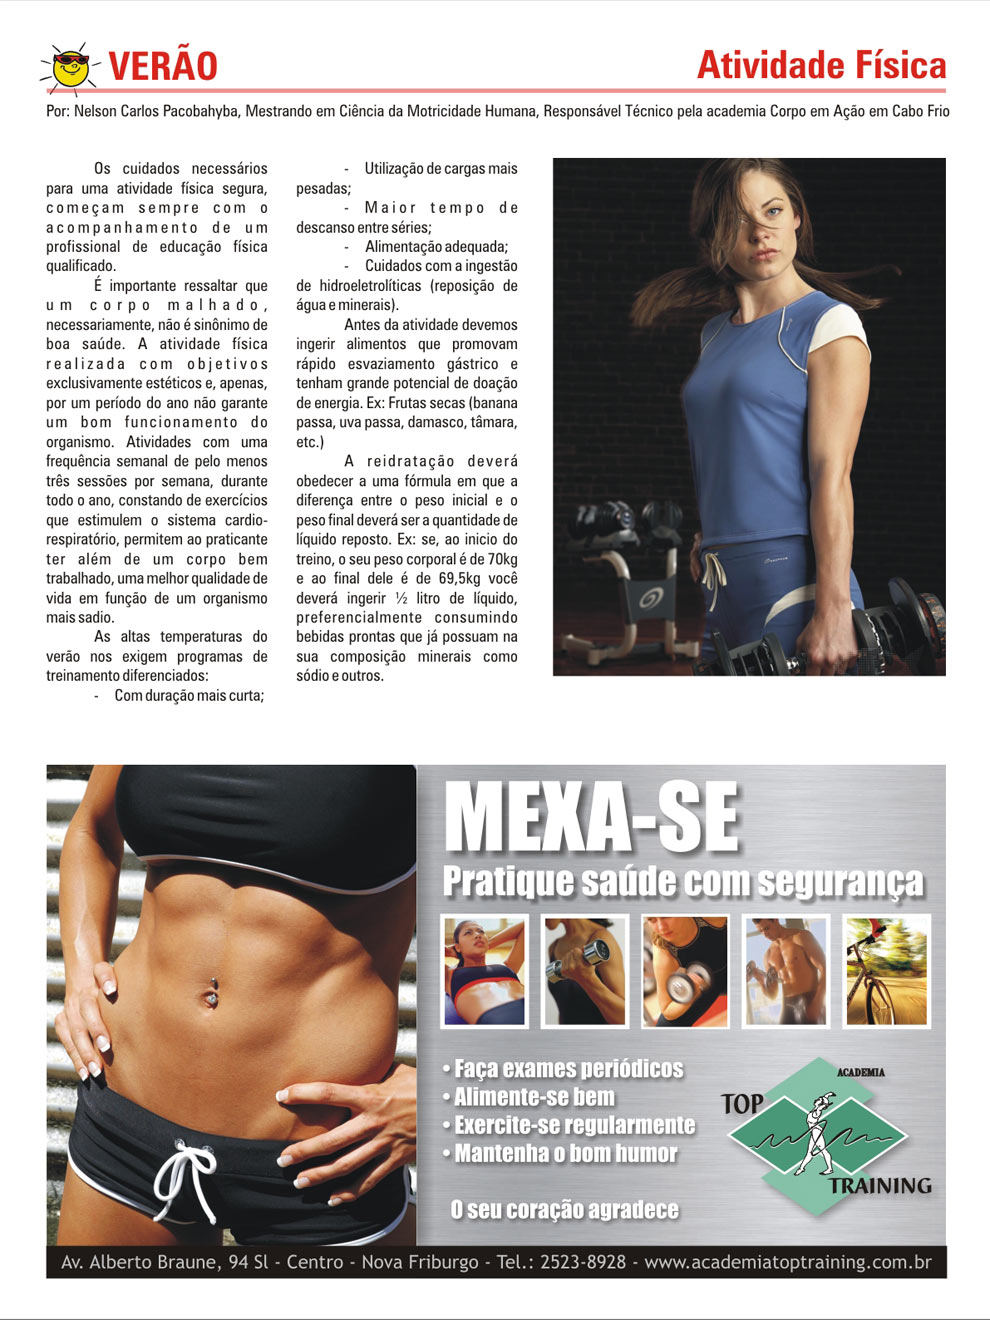 VERÃO
Atividade Física
Por: Nelson Carlos Pacobahyba, Mestrando em Ciência da Motricidade Humana, Responsável Técnico pela academia Corpo em Ação em Cabo Frio
Os cuidados necessários
para uma atividade física segura,
começam sempre com o
acompanhamento de um
profissional de educação física
qualificado.
É importante ressaltar que
um corpo malhado,
necessariamente, não é sinônimo de
boa saúde. A atividade física
realizada com objetivos
exclusivamente estéticos e, apenas,
por um período do ano não garante
um bom funcionamento do
organismo. Atividades com uma
frequência semanal de pelo menos
três sessões por semana, durante
todo o ano, constando de exercícios
que estimulem o sistema cardio-
respiratório, permitem ao praticante
ter além de um corpo bem
trabalhado, uma melhor qualidade de
vida em função de um organismo
mais sadio.
As altas temperaturas do
verão nos exigem programas de
treinamento diferenciados:
- Com duração mais curta;
- Utilização de cargas mais
pesadas;
- Maior tempo de
descanso entre séries;
- Alimentação adequada;
- Cuidados com a ingestão
de hidroeletrolíticas (reposição de
água e minerais).
Antes da atividade devemos
ingerir alimentos que promovam
rápido esvaziamento gástrico e
tenham grande potencial de doação
de energia. Ex: Frutas secas (banana
passa, uva passa, damasco, tâmara,
etc.)
A reidratação deverá
obedecer a uma fórmula em que a
diferença entre o peso inicial e o
peso final deverá ser a quantidade de
líquido reposto. Ex: se, ao inicio do
treino, o seu peso corporal é de 70kg
e ao final dele é de 69,5kg você
deverá ingerir ½ litro de líquido,
preferencialmente consumindo
bebidas prontas que já possuam na
sua composição minerais como
sódio e outros.
MEXA-SE
Pratique saúde com segurança
• Faça exames periódicos
• Alimente-se bem
• Exercite-se regularmente
• Mantenha o bom humor
O seu coração agradece
ACADEMIA
TOP
TRAINING
Av. Alberto Braune, 94 Sl - Centro - Nova Friburgo - Tel.: 2523-8928 - www.academiatoptraining.com.br